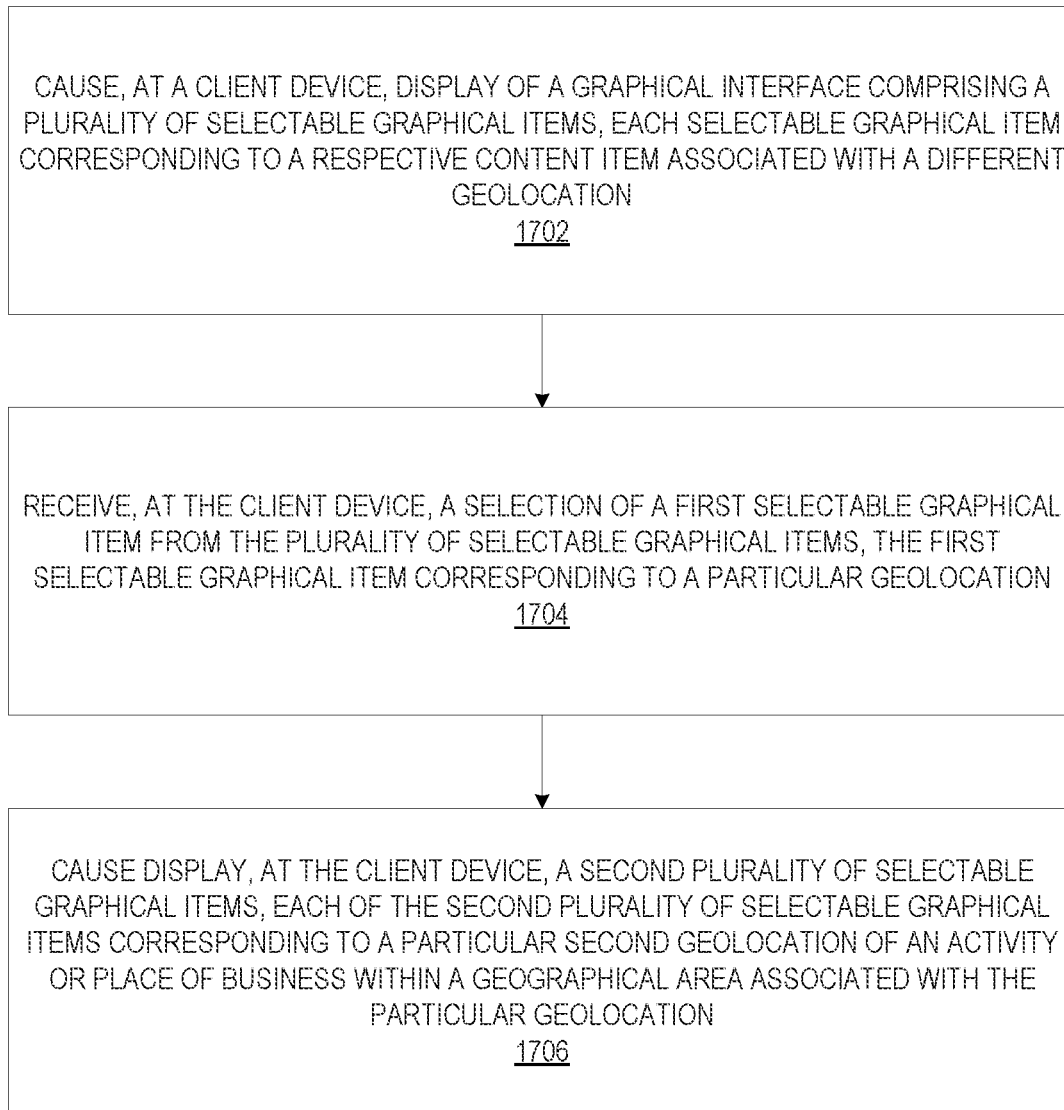 CAUSE, AT A CLIENT DEVICE, DISPLAY OF A GRAPHICAL INTERFACE COMPRISING A
PLURALITY OF SELECTABLE GRAPHICAL ITEMS, EACH SELECTABLE GRAPHICAL ITEM
CORRESPONDING TO A RESPECTIVE CONTENT ITEM ASSOCIATED WITH A DIFFERENT
GEOLOCATION
1702
RECEIVE, AT THE CLIENT DEVICE, A SELECTION OF A FIRST SELECTABLE GRAPHICAL
ITEM FROM THE PLURALITY OF SELECTABLE GRAPHICAL ITEMS, THE FIRST
SELECTABLE GRAPHICAL ITEM CORRESPONDING TO A PARTICULAR GEOLOCATION
1704
CAUSE DISPLAY, AT THE CLIENT DEVICE, A SECOND PLURALITY OF SELECTABLE
GRAPHICAL ITEMS, EACH OF THE SECOND PLURALITY OF SELECTABLE GRAPHICAL
ITEMS CORRESPONDING TO A PARTICULAR SECOND GEOLOCATION OF AN ACTIVITY
OR PLACE OF BUSINESS WITHIN A GEOGRAPHICAL AREA ASSOCIATED WITH THE
PARTICULAR GEOLOCATION
1706